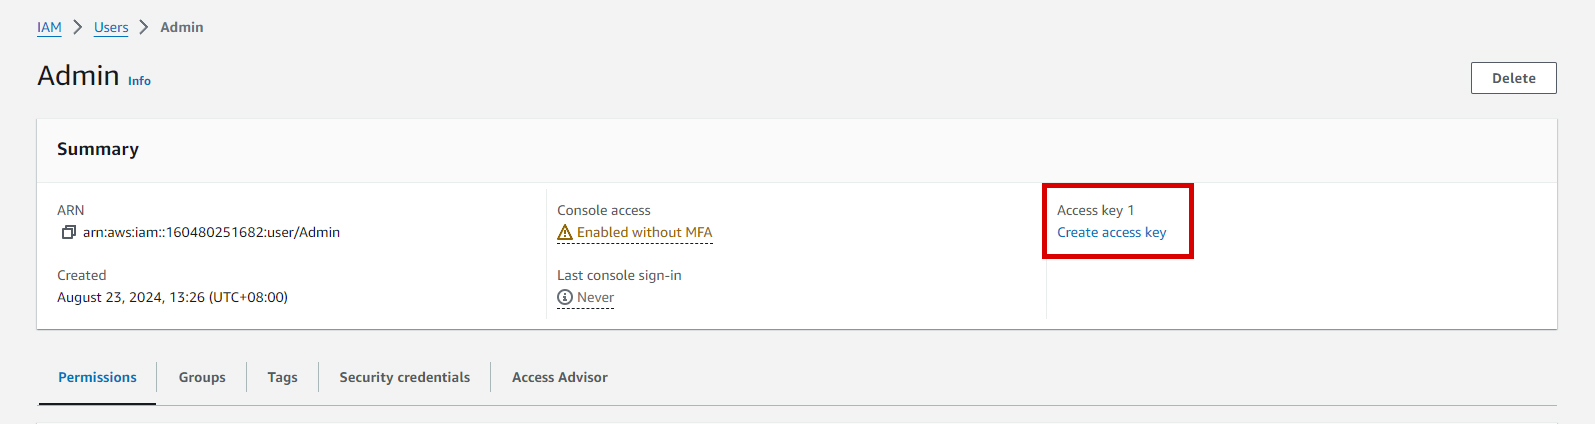 IAM > Users > Admin
Admin Info
Delete
Summary
ARN
arn:aws:iam::160480251682:user/Admin
Created
August 23, 2024, 13:26 (UTC+08:00)
Console access
Enabled without MFA
Last console sign-in
Never
Access key 1
Create access key
Permissions Groups Tags Security credentials Access Advisor